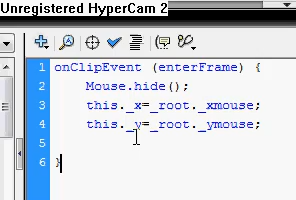 Unregistered HyperCam 2
1 onClipEvent (enterFrame) {
2 Mouse.hide();
3 this._x=_root._xmouse;
4 this._y=_root._ymouse;
5
6 }